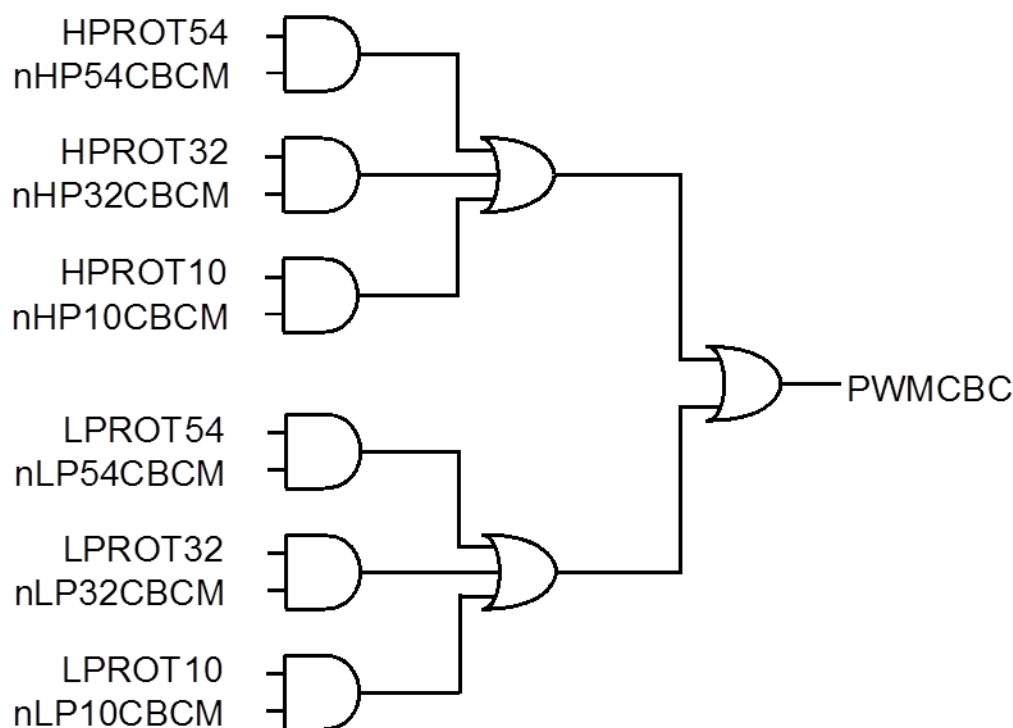 HPROT54
nHP54CBCM
HPROT32
nHP32CBCM
HPROT10
nHP10CBCM
PWMCBC
LPROT54
nLP54CBCM
LPROT32
nLP32CBCM
LPROT10
nLP10CBCM